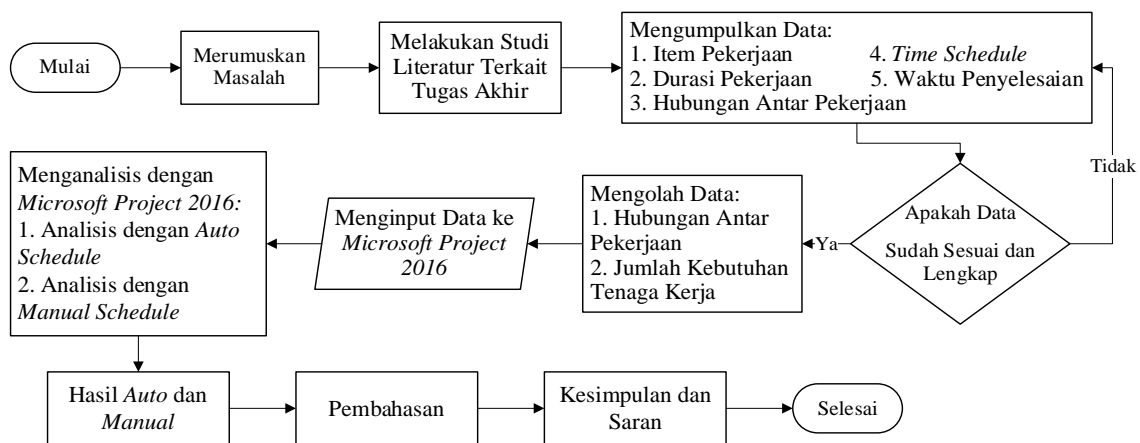 Mulai
Merumuskan
Masalah
Melakukan Studi
Literatur Terkait
Tugas Akhir
Mengumpulkan Data:
1. Item Pekerjaan
2. Durasi Pekerjaan
3. Hubungan Antar Pekerjaan
4. Time Schedule
5. Waktu Penyelesaian
Tidak
Apakah Data
Sudah Sesuai dan
Lengkap
Ya
Mengolah Data:
1. Hubungan Antar
Pekerjaan
2. Jumlah Kebutuhan
Tenaga Kerja
Menginput Data ke
Microsoft Project
2016
Menganalisis dengan
Microsoft Project 2016:
1. Analisis dengan Auto
Schedule
2. Analisis dengan
Manual Schedule
Hasil Auto dan
Manual
Pembahasan
Kesimpulan dan
Saran
Selesai